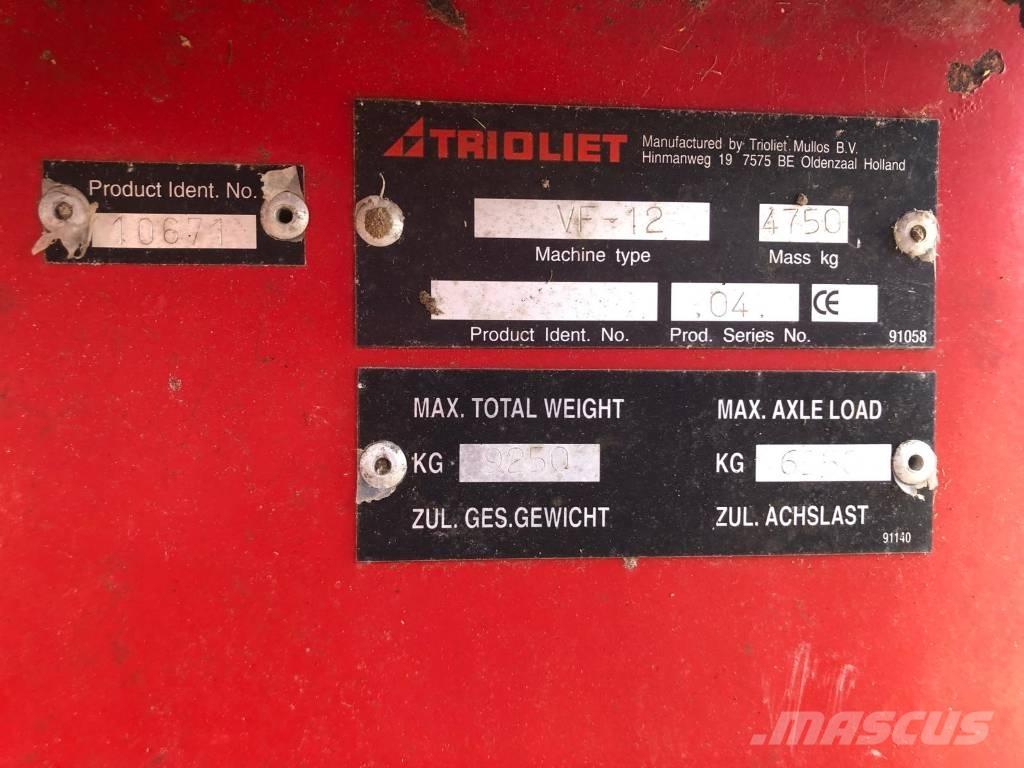 Product Ident. No.
10671
TRIOLIET
Manufactured by Trioliet. Mullos B.V.
Hinmanweg 19 7575 BE Oldenzaal Holland
VF-12
4750
Machine type
Mass kg
.04.
CE
Product Ident. No.
Prod. Series No.
91058
MAX. TOTAL WEIGHT
MAX. AXLE LOAD
KG 9250
KG
ZUL. GES.GEWICHT
ZUL. ACHSLAST
91140
mascus